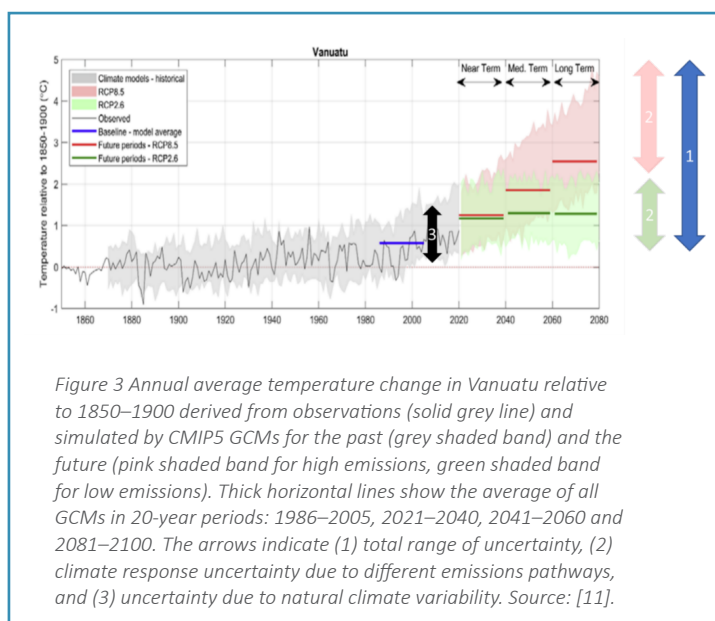 Vanuatu
Near Term Med. Term Long Term
Climate models - historical
RCP8.5
RCP2.6
Observed
Baseline - model average
Future periods - RCP8.5
Future periods - RCP2.6
Temperature relative to 1850-1900 (°C)
5
4
3
2
1
0
-1
1860 1880 1900 1920 1940 1960 1980 2000 2020 2040 2060 2080
3
2
2
1
Figure 3 Annual average temperature change in Vanuatu relative
to 1850–1900 derived from observations (solid grey line) and
simulated by CMIP5 GCMs for the past (grey shaded band) and the
future (pink shaded band for high emissions, green shaded band
for low emissions). Thick horizontal lines show the average of all
GCMs in 20-year periods: 1986–2005, 2021–2040, 2041–2060 and
2081–2100. The arrows indicate (1) total range of uncertainty, (2)
climate response uncertainty due to different emissions pathways,
and (3) uncertainty due to natural climate variability. Source: [11].